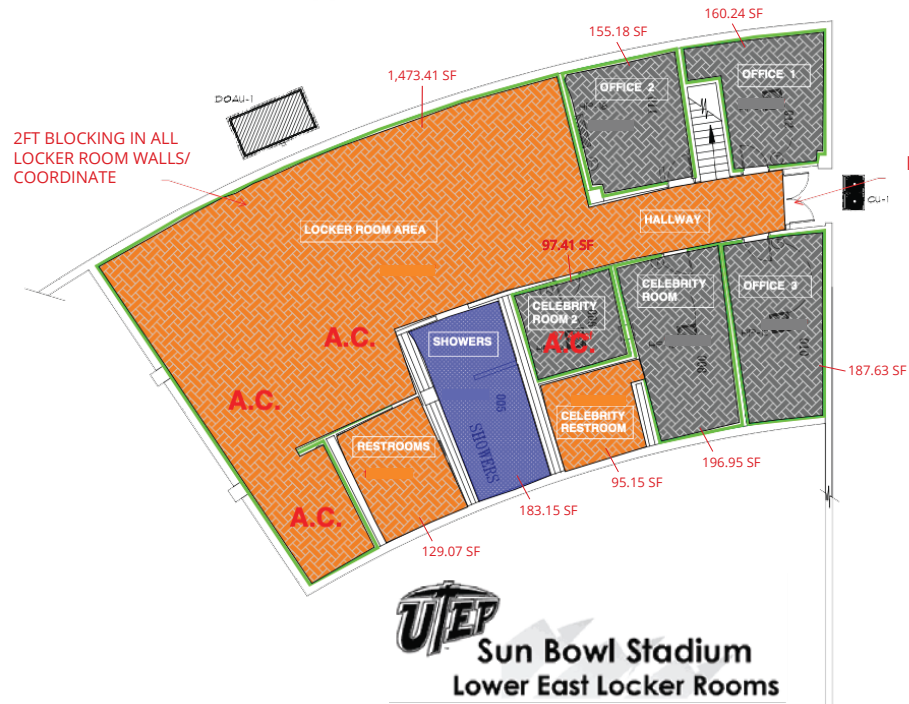 160.24 SF
155.18 SF
1,473.41 SF
OFFICE 1
OFFICE 2
DOAU-1
2FT BLOCKING IN ALL
LOCKER ROOM WALLS/
COORDINATE
CU-1
HALLWAY
LOCKER ROOM AREA
97.41 SF
CELEBRITY
ROOM
OFFICE 3
CELEBRITY
ROOM 2
A.C.
SHOWERS
A.C.
187.63 SF
A.C.
005
SHOWERS
CELEBRITY
RESTROOM
RESTROOMS
196.95 SF
95.15 SF
183.15 SF
A.C.
129.07 SF
UTEP
Sun Bowl Stadium
Lower East Locker Rooms